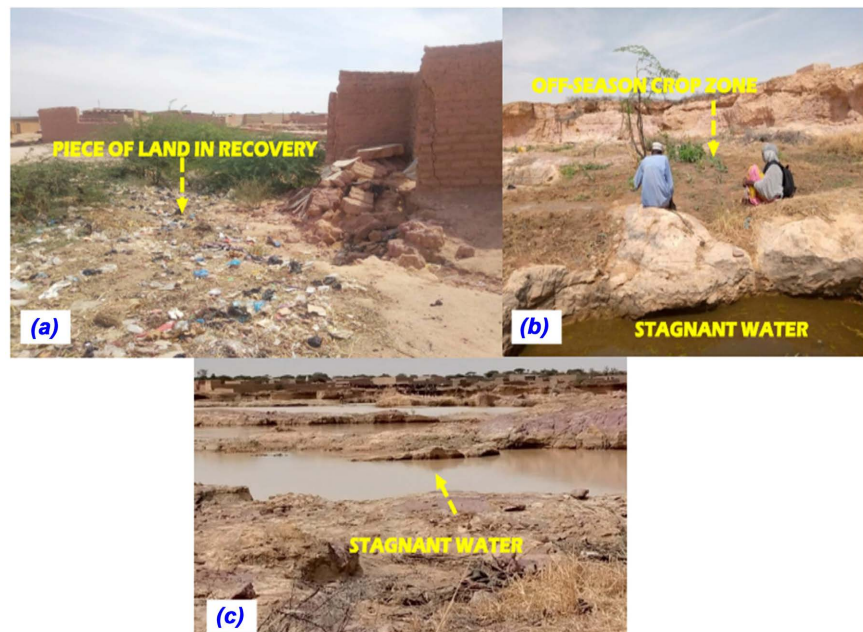 PIECE OF LAND IN RECOVERY
(a)
OFF-SEASON CROP ZONE
STAGNANT WATER
(b)
STAGNANT WATER
(c)